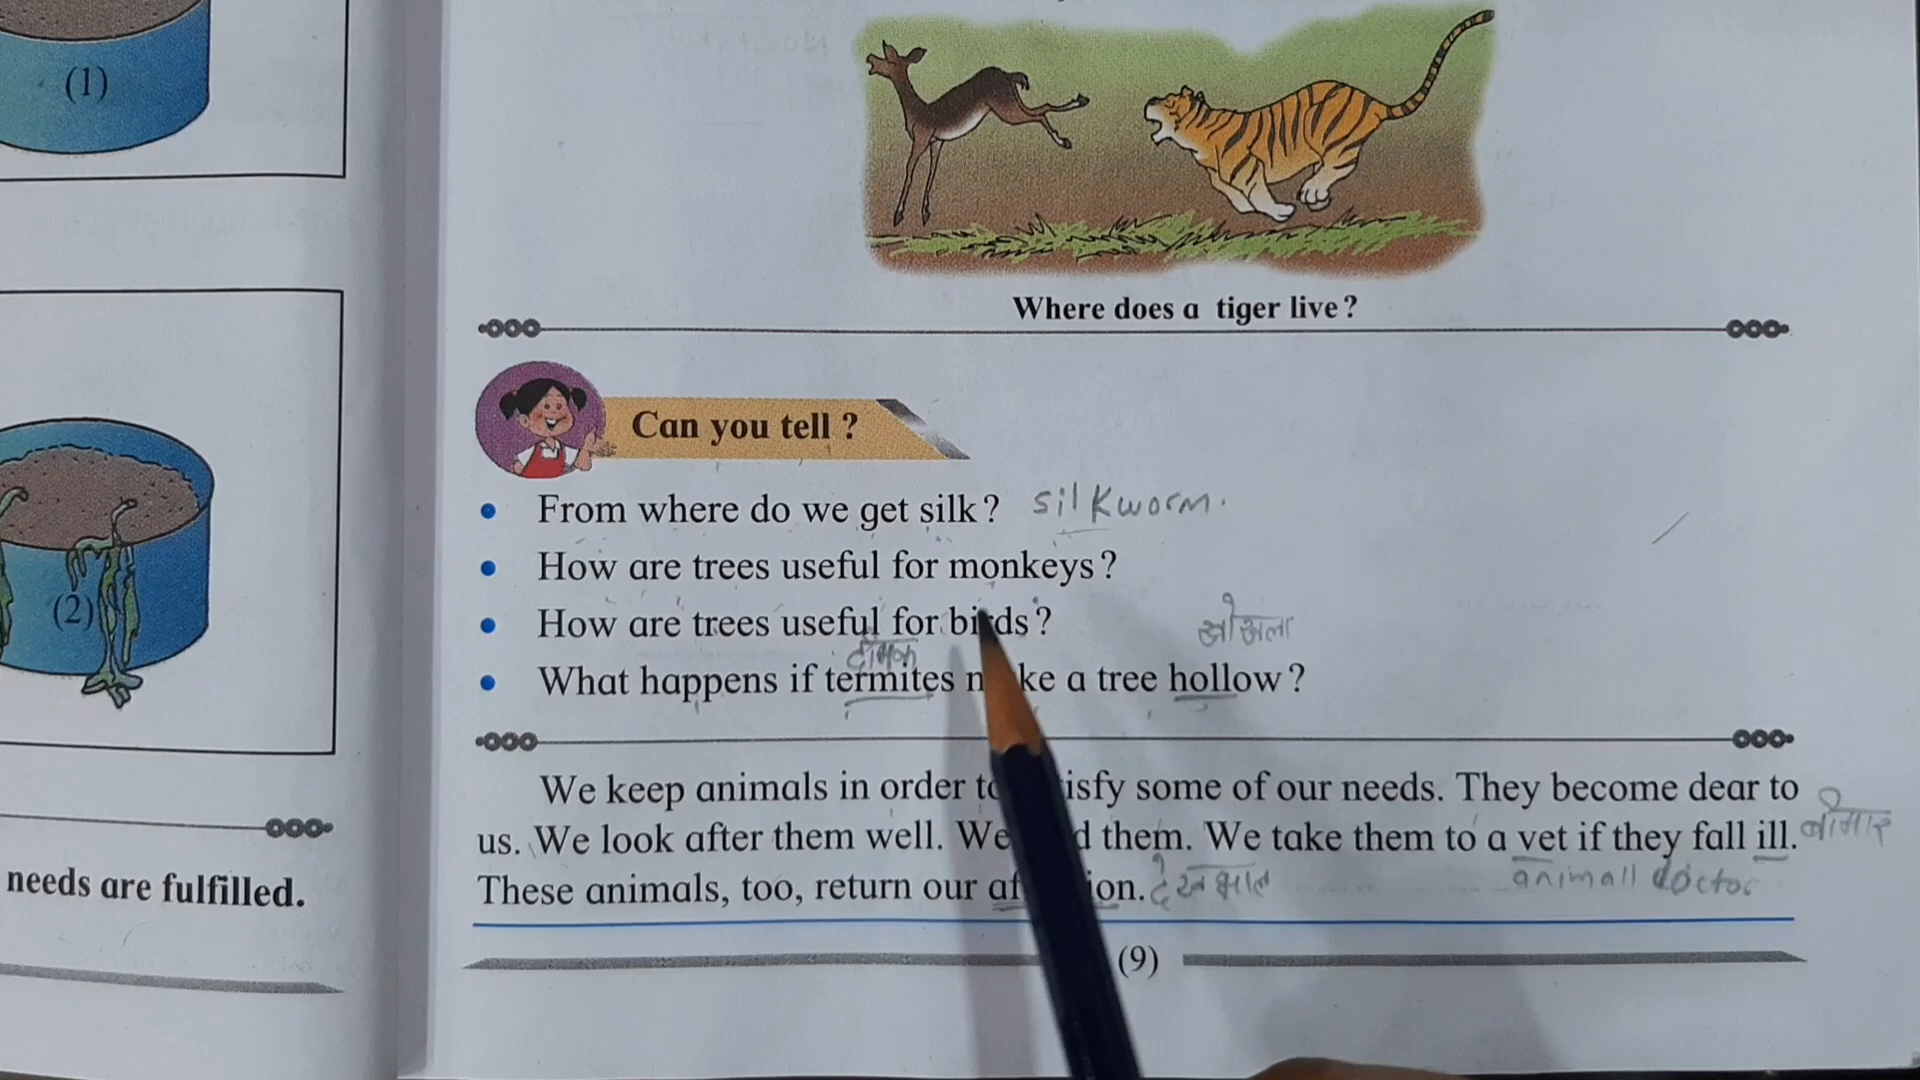 (1)
(2)
needs are fulfilled.
Where does a tiger live?
Can you tell ?
From where do we get silk? silkworm.
How are trees useful for monkeys?
How are trees useful for birds? खोखला
दीमक
What happens if termites make a tree hollow?
We keep animals in order to satisfy some of our needs. They become dear to
us. We look after them well. We feed them. We take them to a vet if they fall ill. बीमार
These animals, too, return our affection. देखभाल animall doctor
(9)